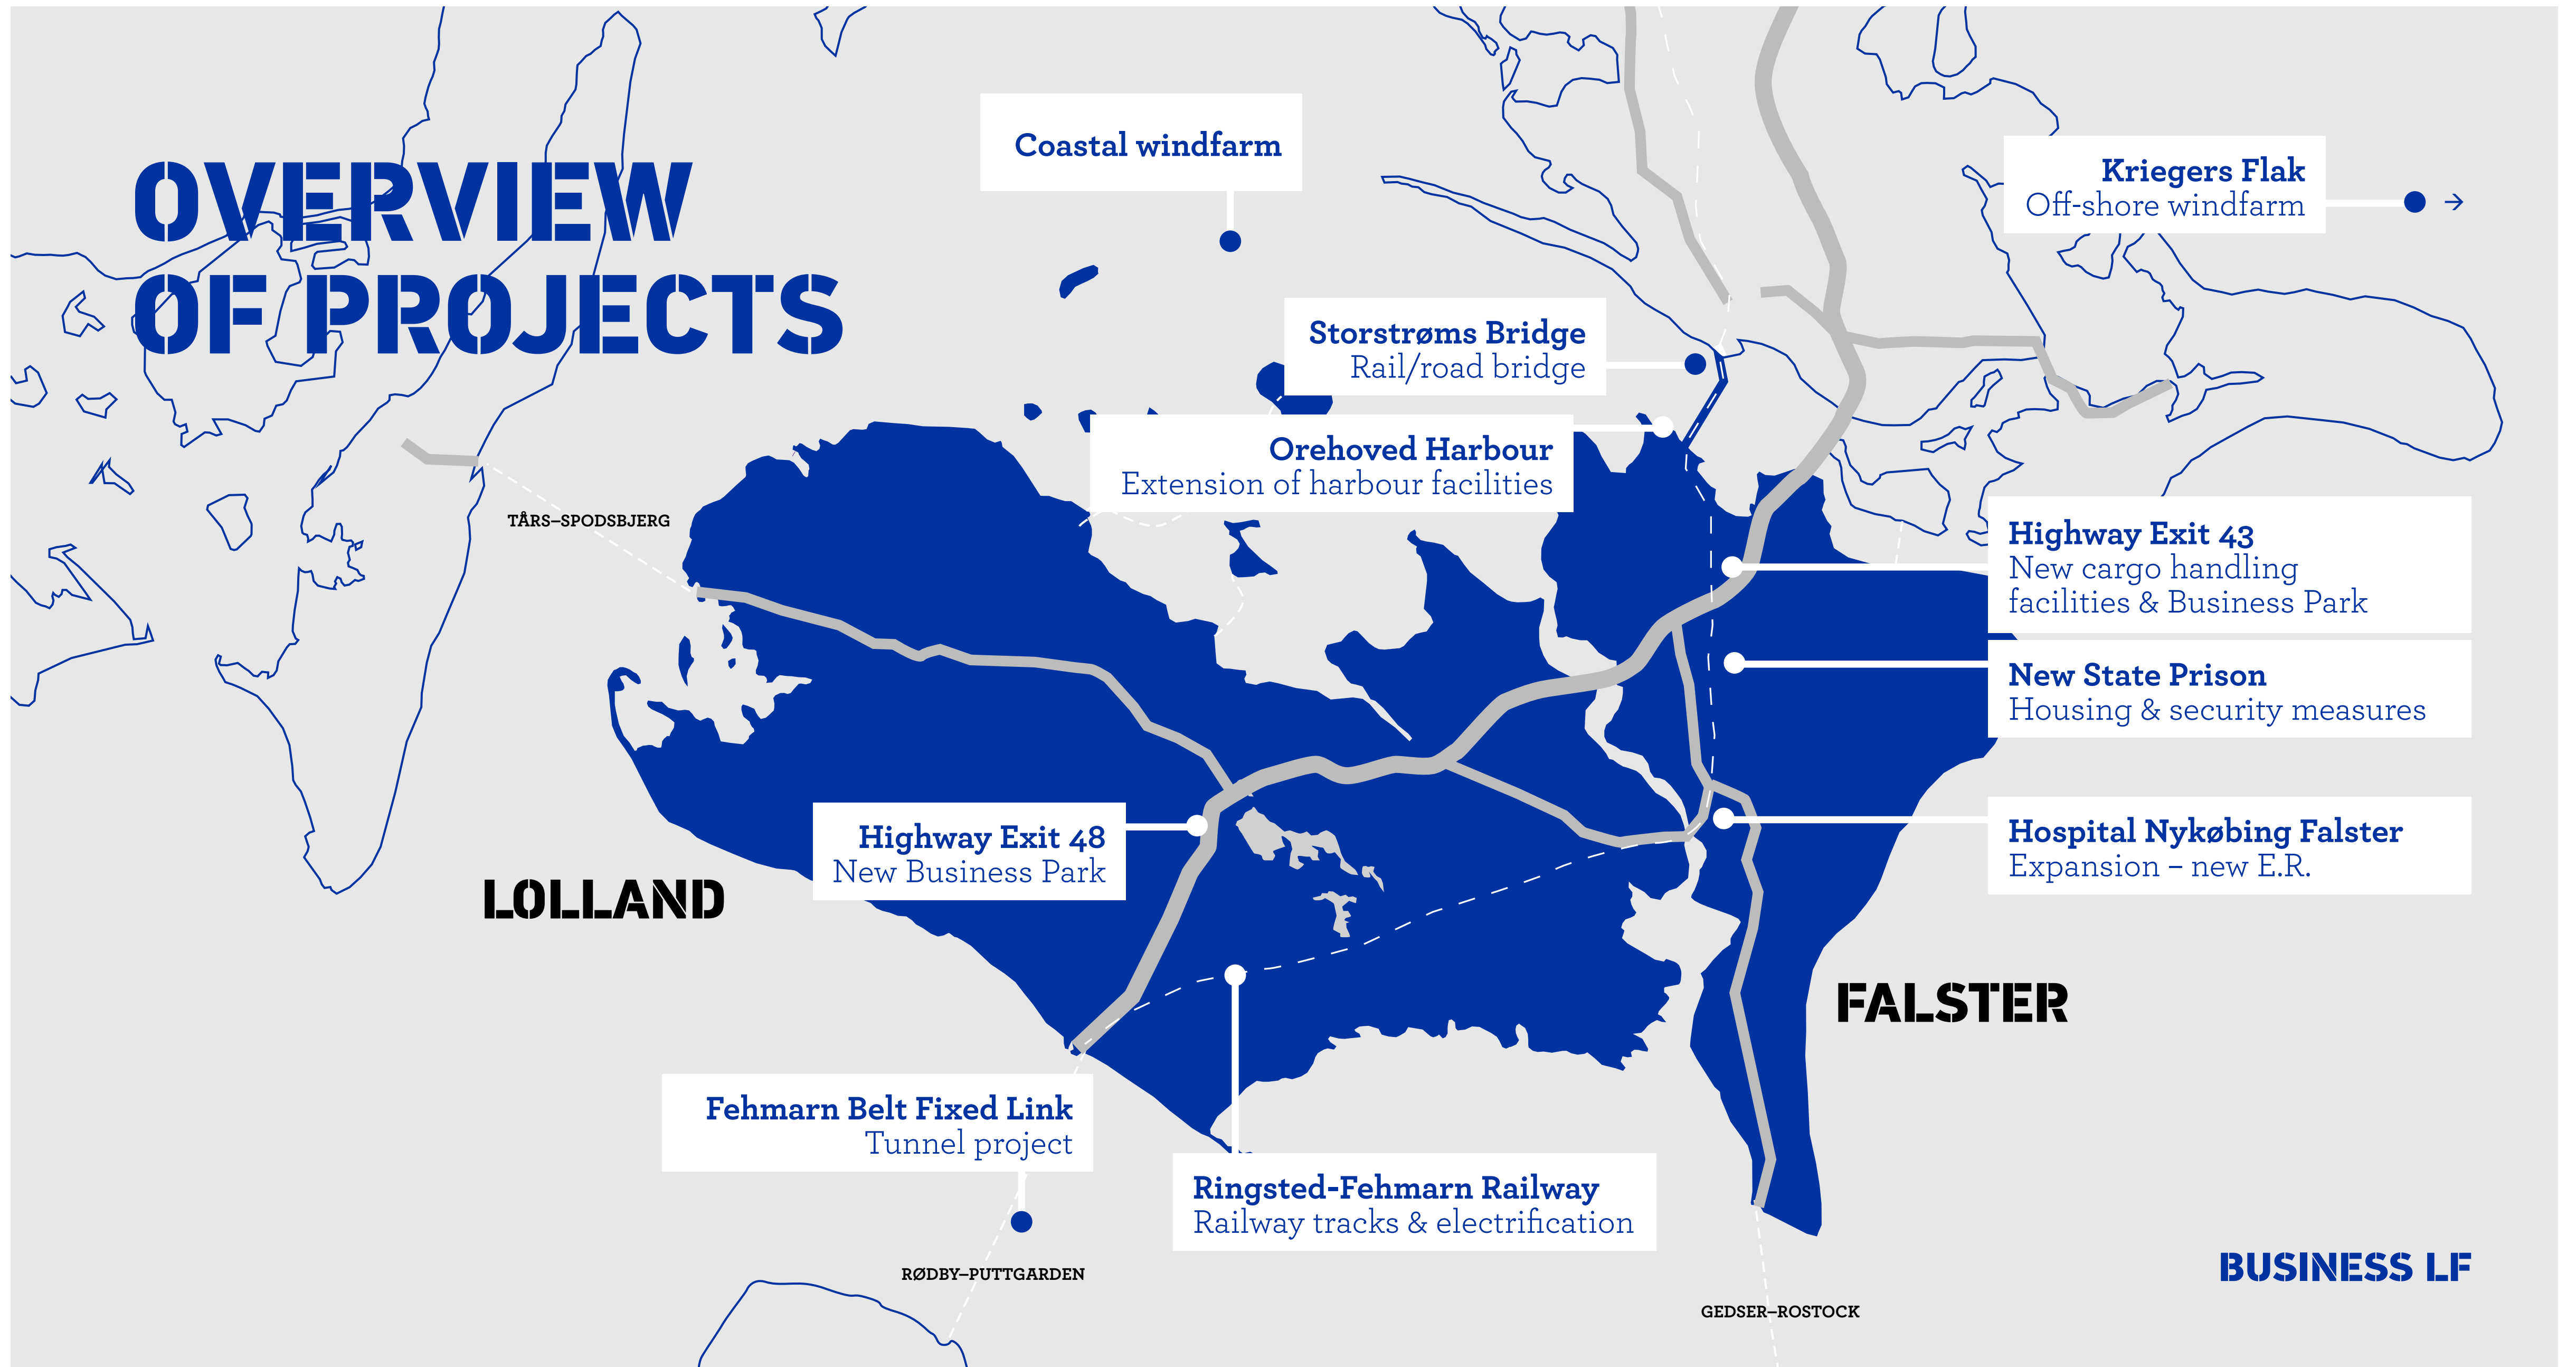 OVERVIEW
OF PROJECTS
Coastal windfarm
Kriegers Flak
Off-shore windfarm
Storstrøms Bridge
Rail/road bridge
Orehoved Harbour
Extension of harbour facilities
TÅRS–SPODSBJERG
Highway Exit 43
New cargo handling
facilities & Business Park
New State Prison
Housing & security measures
Highway Exit 48
New Business Park
Hospital Nykøbing Falster
Expansion – new E.R.
LOLLAND
FALSTER
Fehmarn Belt Fixed Link
Tunnel project
Ringsted-Fehmarn Railway
Railway tracks & electrification
RØDBY–PUTTGARDEN
GEDSER–ROSTOCK
BUSINESS LF